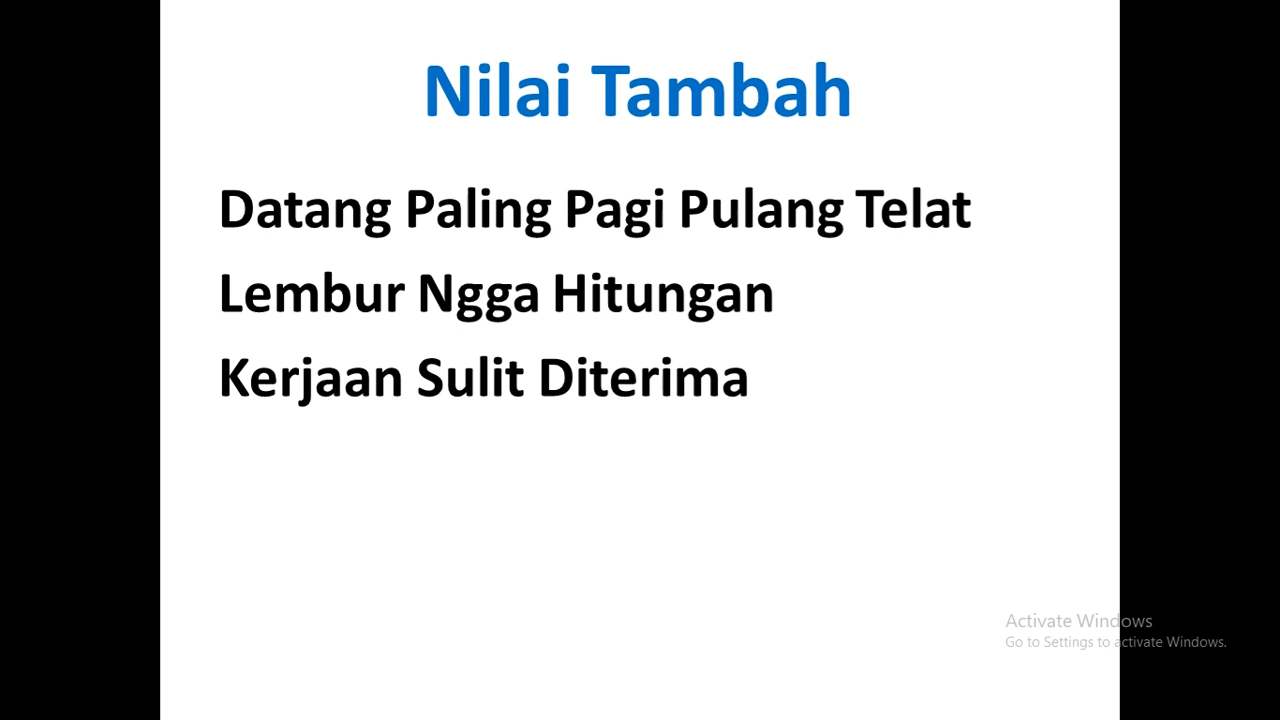 Nilai Tambah
Datang Paling Pagi Pulang Telat
Lembur Ngga Hitungan
Kerjaan Sulit Diterima
Activate Windows
Go to Settings to activate Windows.